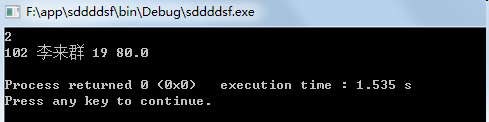 F:\app\sddddsf\bin\Debug\sddddsf.exe
2
102 李来群 19 80.0
Process returned 0 (0x0)   execution time : 1.535 s
Press any key to continue.